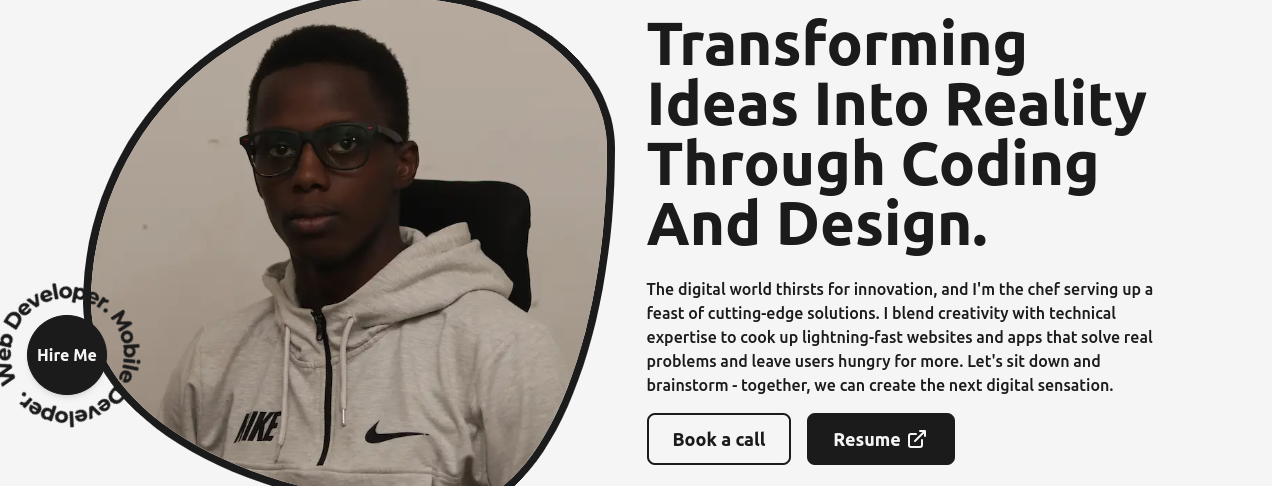 Transforming
Ideas Into Reality
Through Coding
And Design.
The digital world thirsts for innovation, and I'm the chef serving up a
feast of cutting-edge solutions. I blend creativity with technical
expertise to cook up lightning-fast websites and apps that solve real
problems and leave users hungry for more. Let's sit down and
brainstorm - together, we can create the next digital sensation.
Book a call
Resume
Web Developer. Mobile Developer.
Hire Me
NIKE